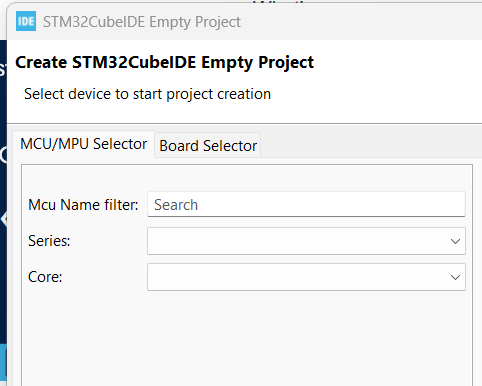 IDE STM32CubeIDE Empty Project
Create STM32CubeIDE Empty Project
Select device to start project creation
MCU/MPU Selector Board Selector
Mcu Name filter: Search
Series:
Core: